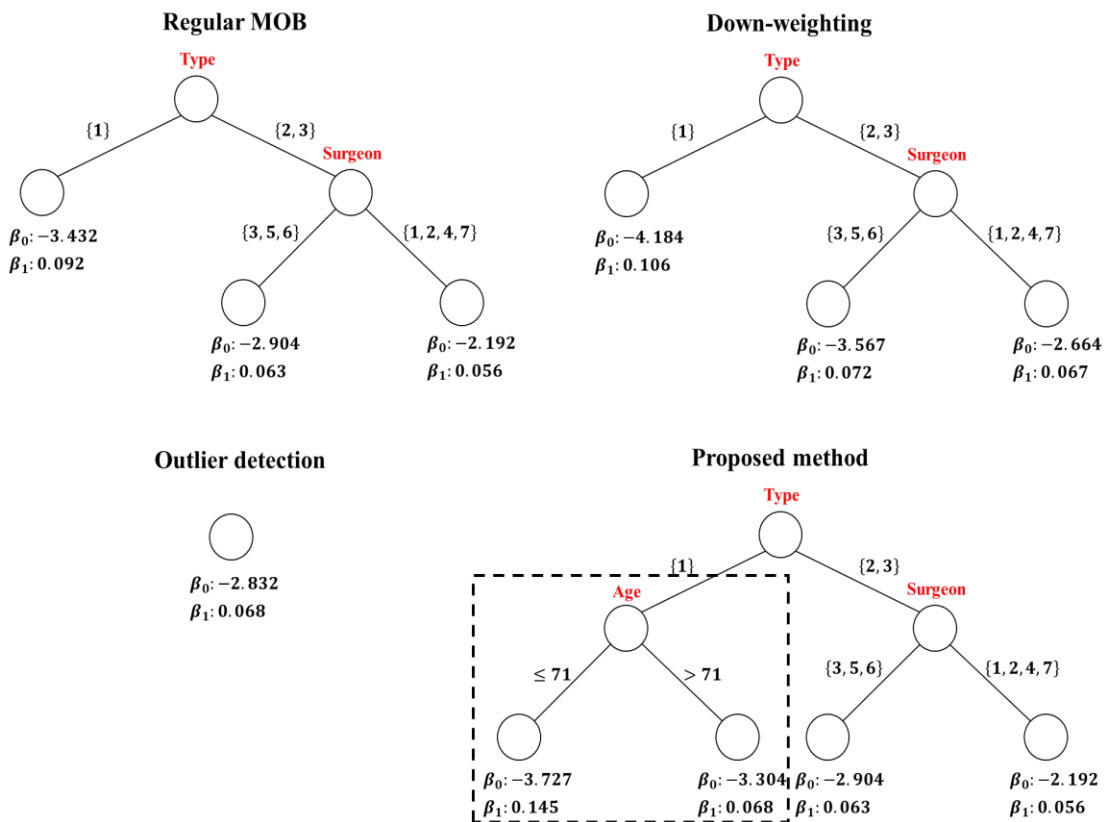 Regular MOB
Type
{1}
{2, 3}
Surgeon
β₀: −3.432
β₁: 0.092
{3, 5, 6}
{1, 2, 4, 7}
β₀: −2.904
β₁: 0.063
β₀: −2.192
β₁: 0.056
Down-weighting
Type
{1}
{2, 3}
Surgeon
β₀: −4.184
β₁: 0.106
{3, 5, 6}
{1, 2, 4, 7}
β₀: −3.567
β₁: 0.072
β₀: −2.664
β₁: 0.067
Outlier detection
β₀: −2.832
β₁: 0.068
Proposed method
Type
{1}
{2, 3}
Age
Surgeon
≤ 71
> 71
{3, 5, 6}
{1, 2, 4, 7}
β₀: −3.727
β₁: 0.145
β₀: −3.304
β₁: 0.068
β₀: −2.904
β₁: 0.063
β₀: −2.192
β₁: 0.056